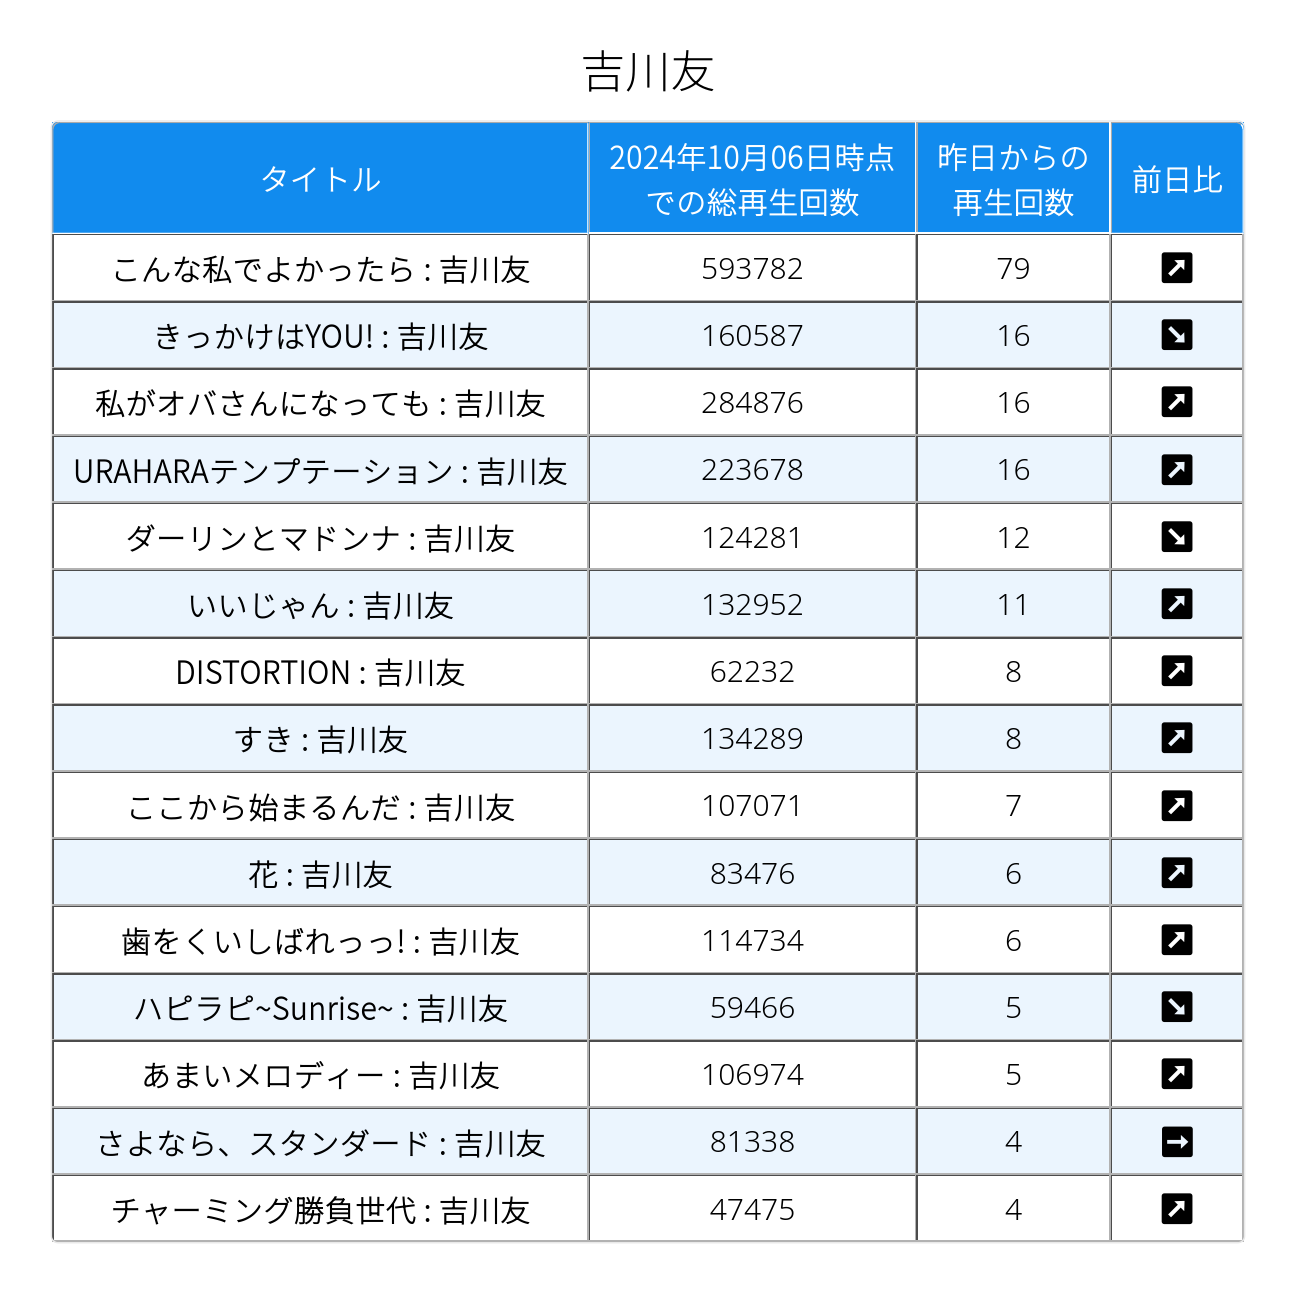 吉川友
タイトル 2024年10月06日時点での総再生回数 昨日からの再生回数 前日比
こんな私でよかったら : 吉川友 593782 79 ↗
きっかけはYOU! : 吉川友 160587 16 ↘
私がオバさんになっても : 吉川友 284876 16 ↗
URAHARAテンプテーション : 吉川友 223678 16 ↗
ダーリンとマドンナ : 吉川友 124281 12 ↘
いいじゃん : 吉川友 132952 11 ↗
DISTORTION : 吉川友 62232 8 ↗
すき : 吉川友 134289 8 ↗
ここから始まるんだ : 吉川友 107071 7 ↗
花 : 吉川友 83476 6 ↗
歯をくいしばれっっ! : 吉川友 114734 6 ↗
ハピラピ~Sunrise~ : 吉川友 59466 5 ↘
あまいメロディー : 吉川友 106974 5 ↗
さよなら、スタンダード : 吉川友 81338 4 →
チャーミング勝負世代 : 吉川友 47475 4 ↗